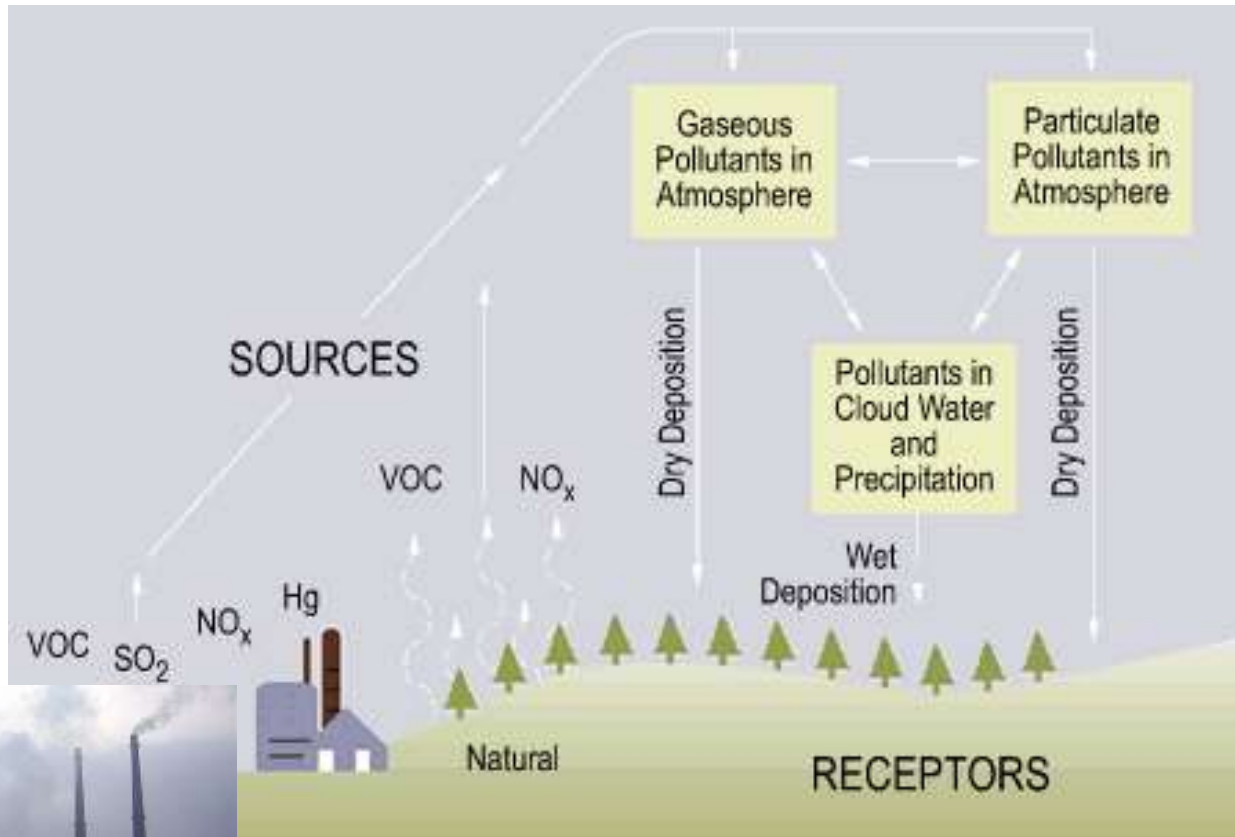 Gaseous
Pollutants in
Atmosphere
Particulate
Pollutants in
Atmosphere
SOURCES
Dry Deposition
Pollutants in
Cloud Water
and
Precipitation
Dry Deposition
VOC
NOx
Wet
Deposition
Hg
NOx
VOC
SO2
Natural
RECEPTORS